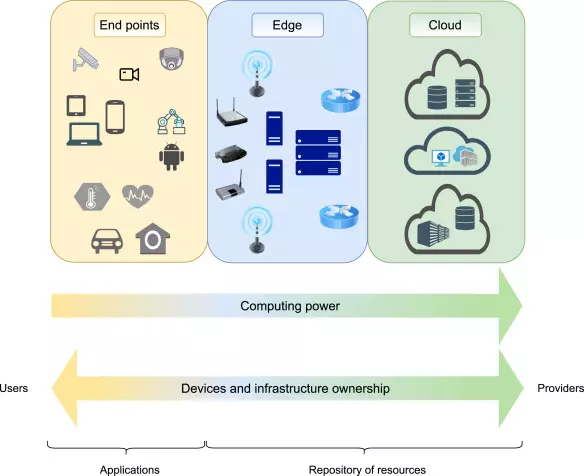 End points
Edge
Cloud
Computing power
Users
Devices and infrastructure ownership
Providers
Applications
Repository of resources